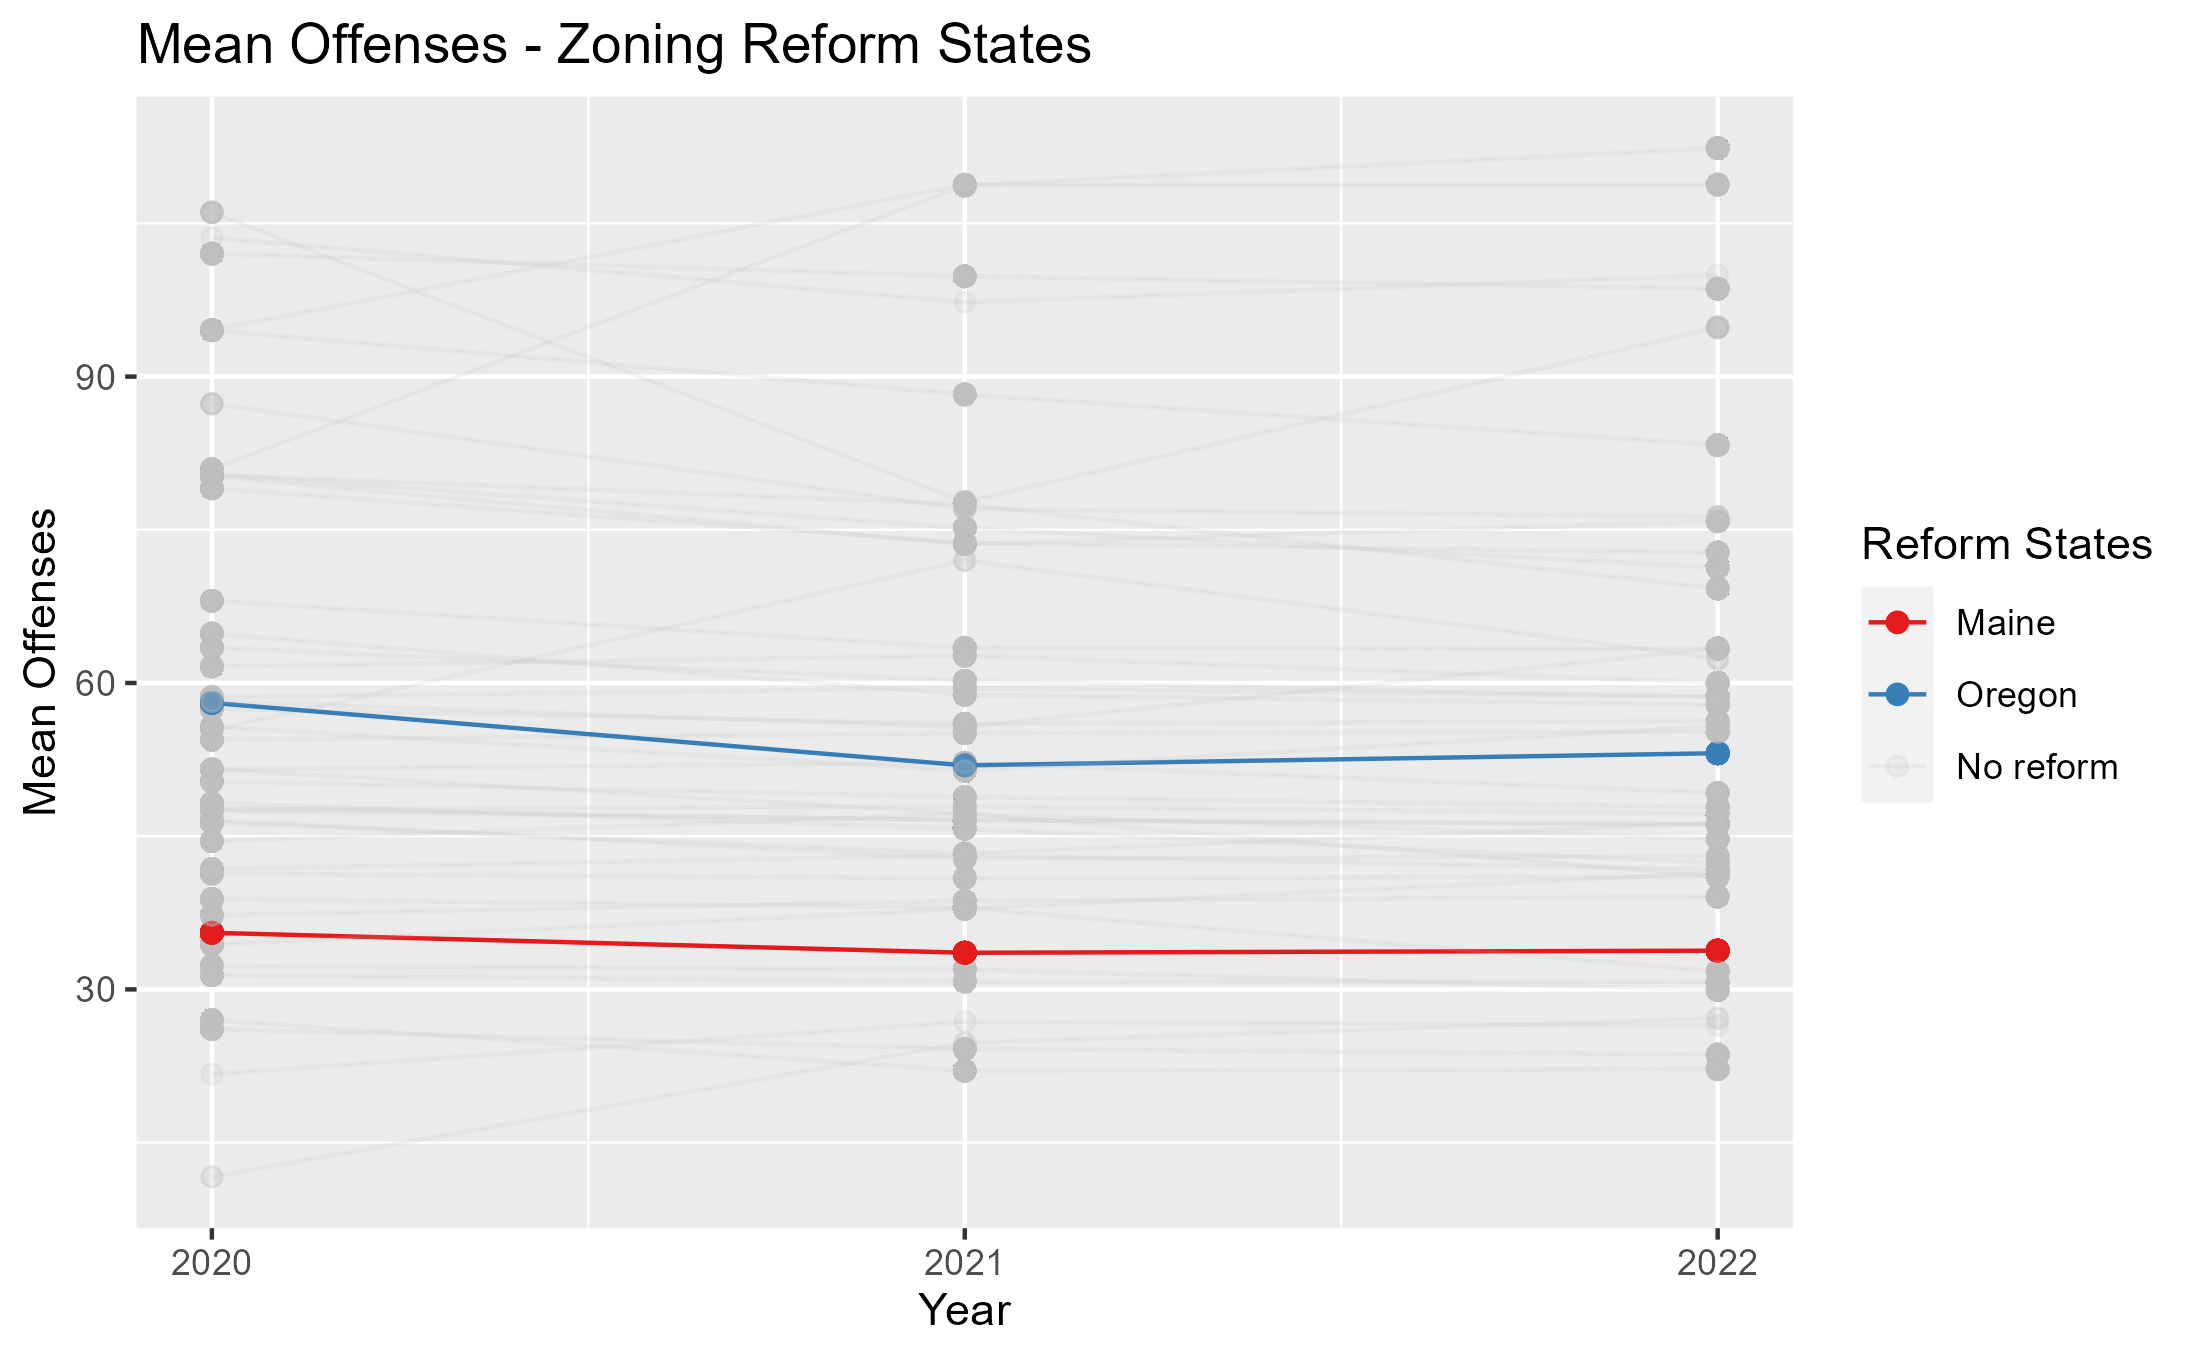 Mean Offenses - Zoning Reform States
Mean Offenses
90
60
30
2020
2021
2022
Year
Reform States
Maine
Oregon
No reform